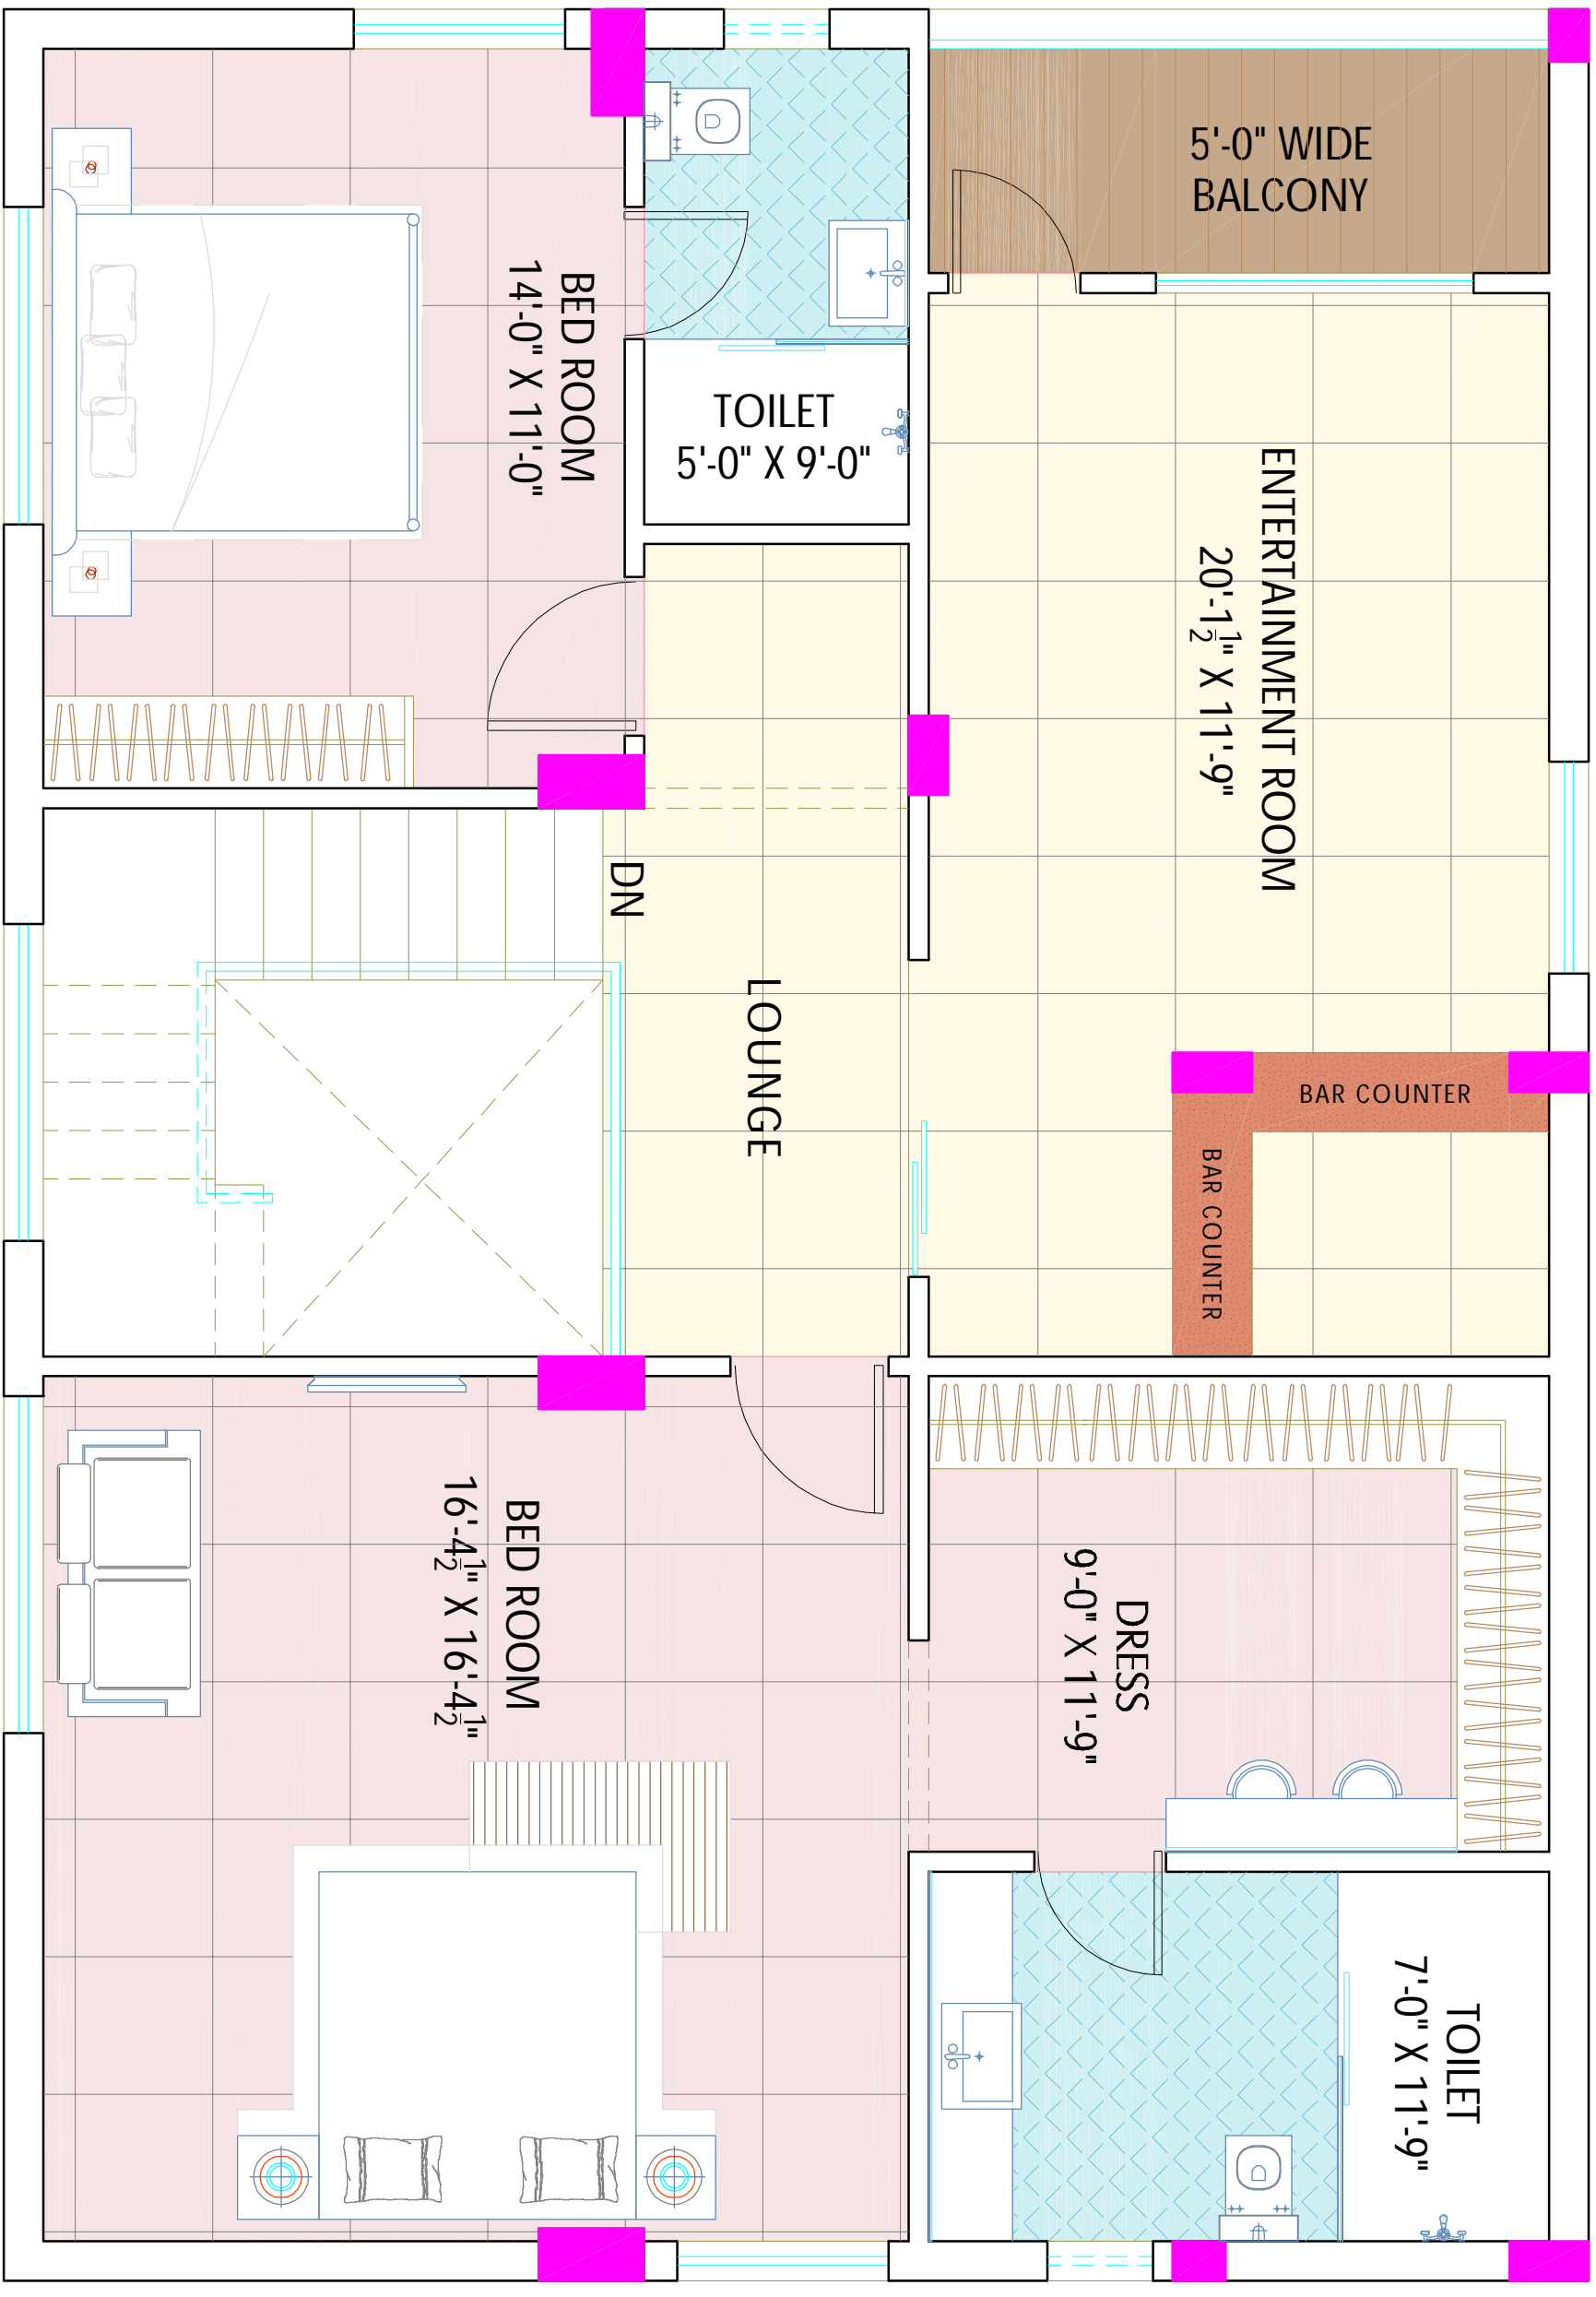 5'-0" WIDE
BALCONY
BED ROOM
14'-0" X 11'-0"
TOILET
5'-0" X 9'-0"
ENTERTAINMENT ROOM
20'-1½" X 11'-9"
DN
LOUNGE
BAR COUNTER
BAR COUNTER
BED ROOM
16'-4½" X 16'-4½"
DRESS
9'-0" X 11'-9"
TOILET
7'-0" X 11'-9"